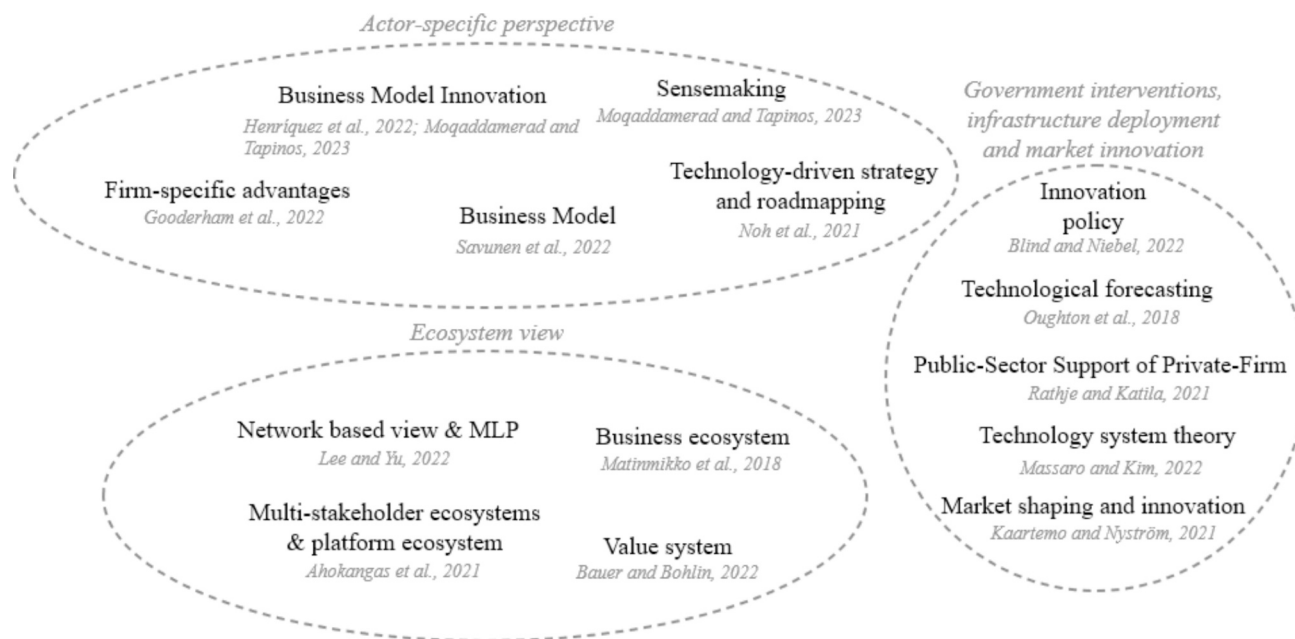 Actor-specific perspective
Business Model Innovation
Henríquez et al., 2022; Moqaddamerad and
Tapinos, 2023
Sensemaking
Moqaddamerad and Tapinos, 2023
Firm-specific advantages
Gooderham et al., 2022
Business Model
Savunen et al., 2022
Technology-driven strategy
and roadmapping
Noh et al., 2021
Government interventions,
infrastructure deployment
and market innovation
Innovation
policy
Blind and Niebel, 2022
Technological forecasting
Oughton et al., 2018
Public-Sector Support of Private-Firm
Rathje and Katila, 2021
Technology system theory
Massaro and Kim, 2022
Market shaping and innovation
Kaartemo and Nyström, 2021
Ecosystem view
Network based view & MLP
Lee and Yu, 2022
Business ecosystem
Matinmikko et al., 2018
Multi-stakeholder ecosystems
& platform ecosystem
Ahokangas et al., 2021
Value system
Bauer and Bohlin, 2022